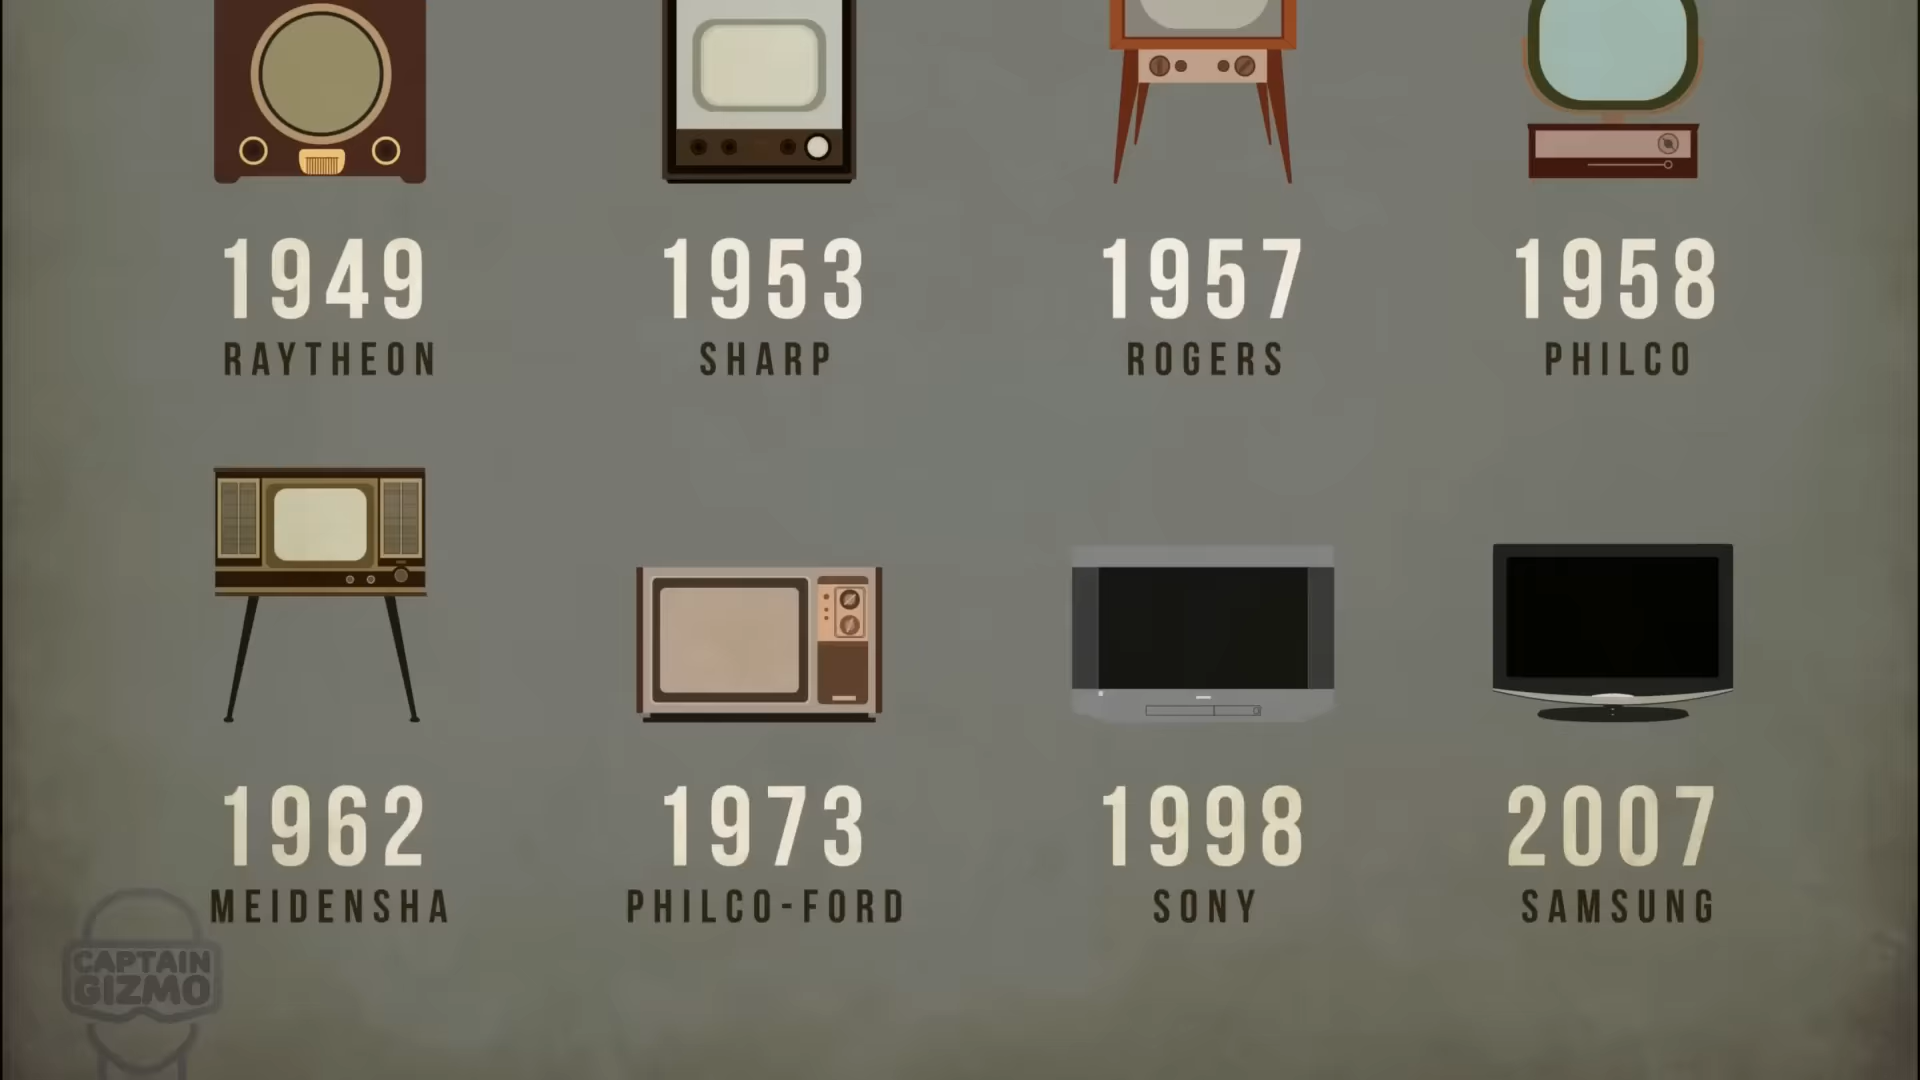 1949 1953 1957 1958
RAYTHEON SHARP ROGERS PHILCO
1962 1973 1998 2007
MEIDENSHA PHILCO-FORD SONY SAMSUNG
CAPTAIN
GIZMO